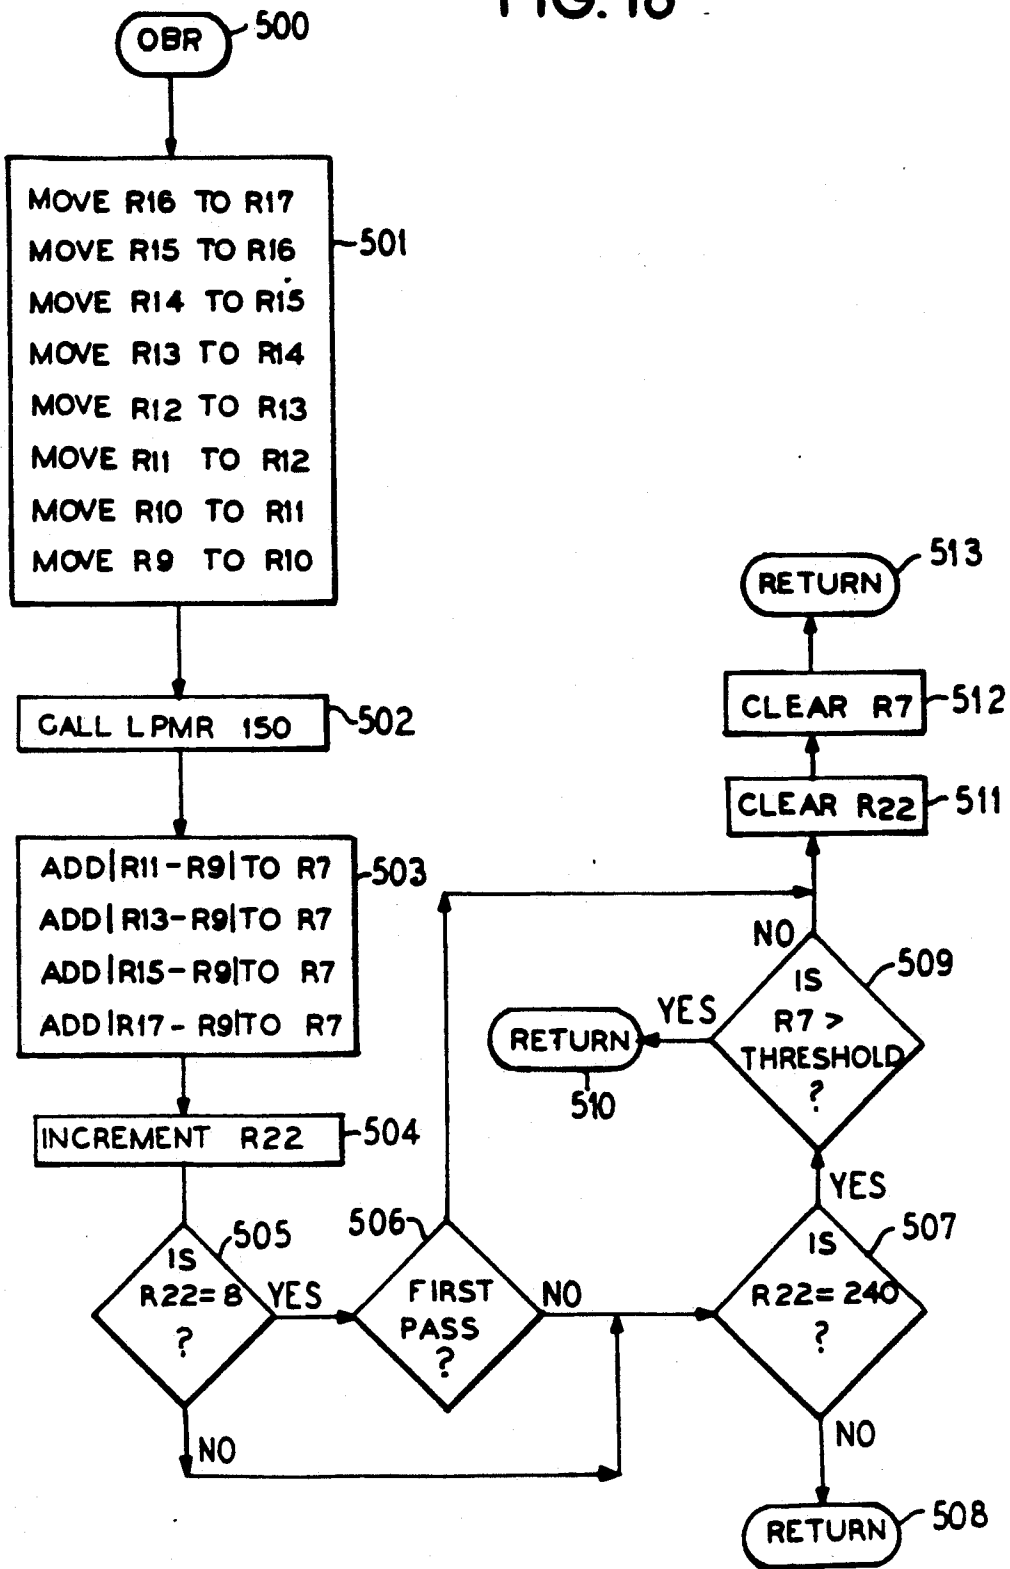 FIG. 16
OBR
500
MOVE R16 TO R17
MOVE R15 TO R16
MOVE R14 TO R15
MOVE R13 TO R14
MOVE R12 TO R13
MOVE R11 TO R12
MOVE R10 TO R11
MOVE R9 TO R10
501
CALL LPMR 150
502
ADD|R11-R9|TO R7
ADD|R13-R9|TO R7
ADD|R15-R9|TO R7
ADD|R17-R9|TO R7
503
INCREMENT R22
504
IS
R22=8
?
505
YES
NO
506
FIRST
PASS
?
NO
507
IS
R22=240
?
YES
NO
RETURN
508
509
IS
R7 >
THRESHOLD
?
NO
YES
RETURN
510
CLEAR R22
511
CLEAR R7
512
RETURN
513